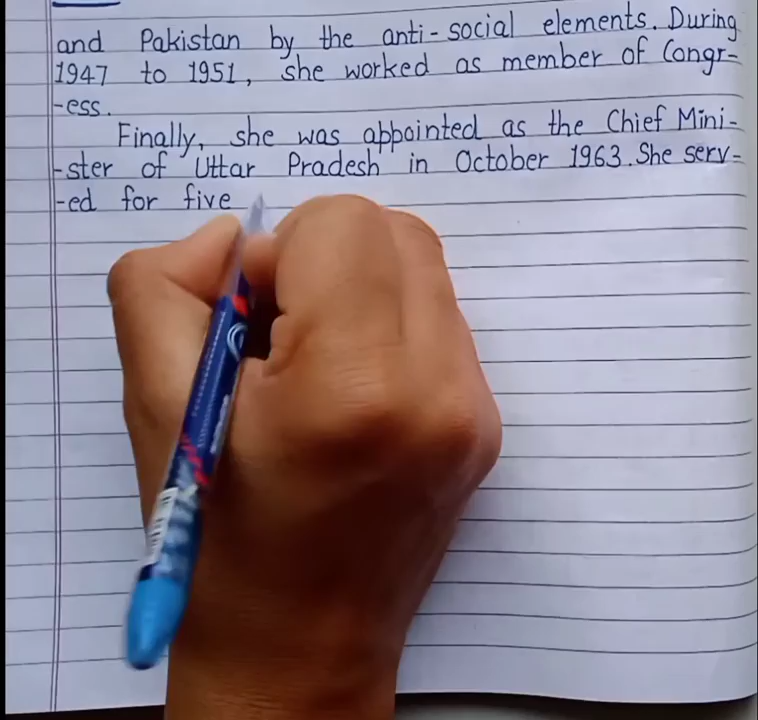 and Pakistan by the anti-social elements. During
1947 to 1951, she worked as member of Congr-
-ess.
Finally, she was appointed as the Chief Mini-
-ster of Uttar Pradesh in October 1963. She serv-
-ed for five